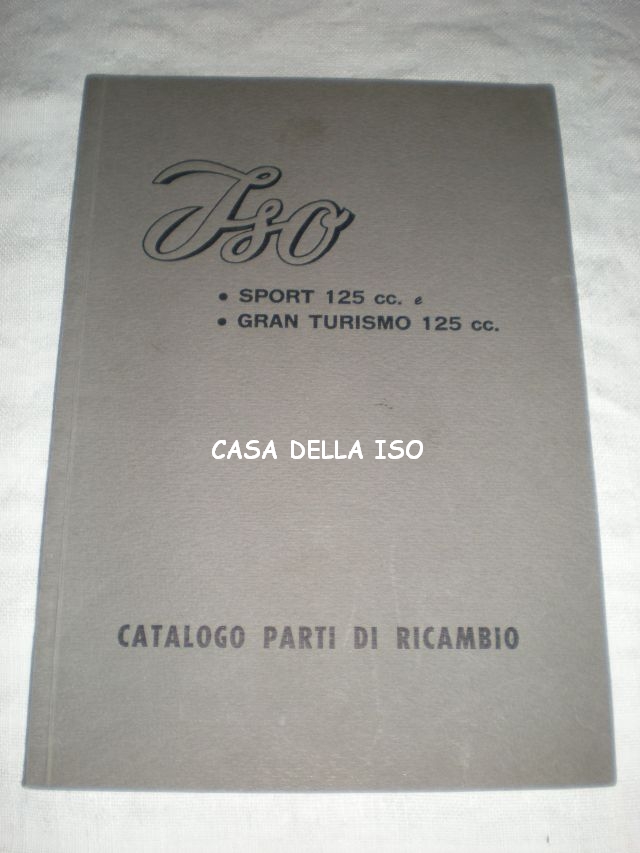 Iso
• SPORT 125 cc. e
• GRAN TURISMO 125 cc.
CASA DELLA ISO
CATALOGO PARTI DI RICAMBIO